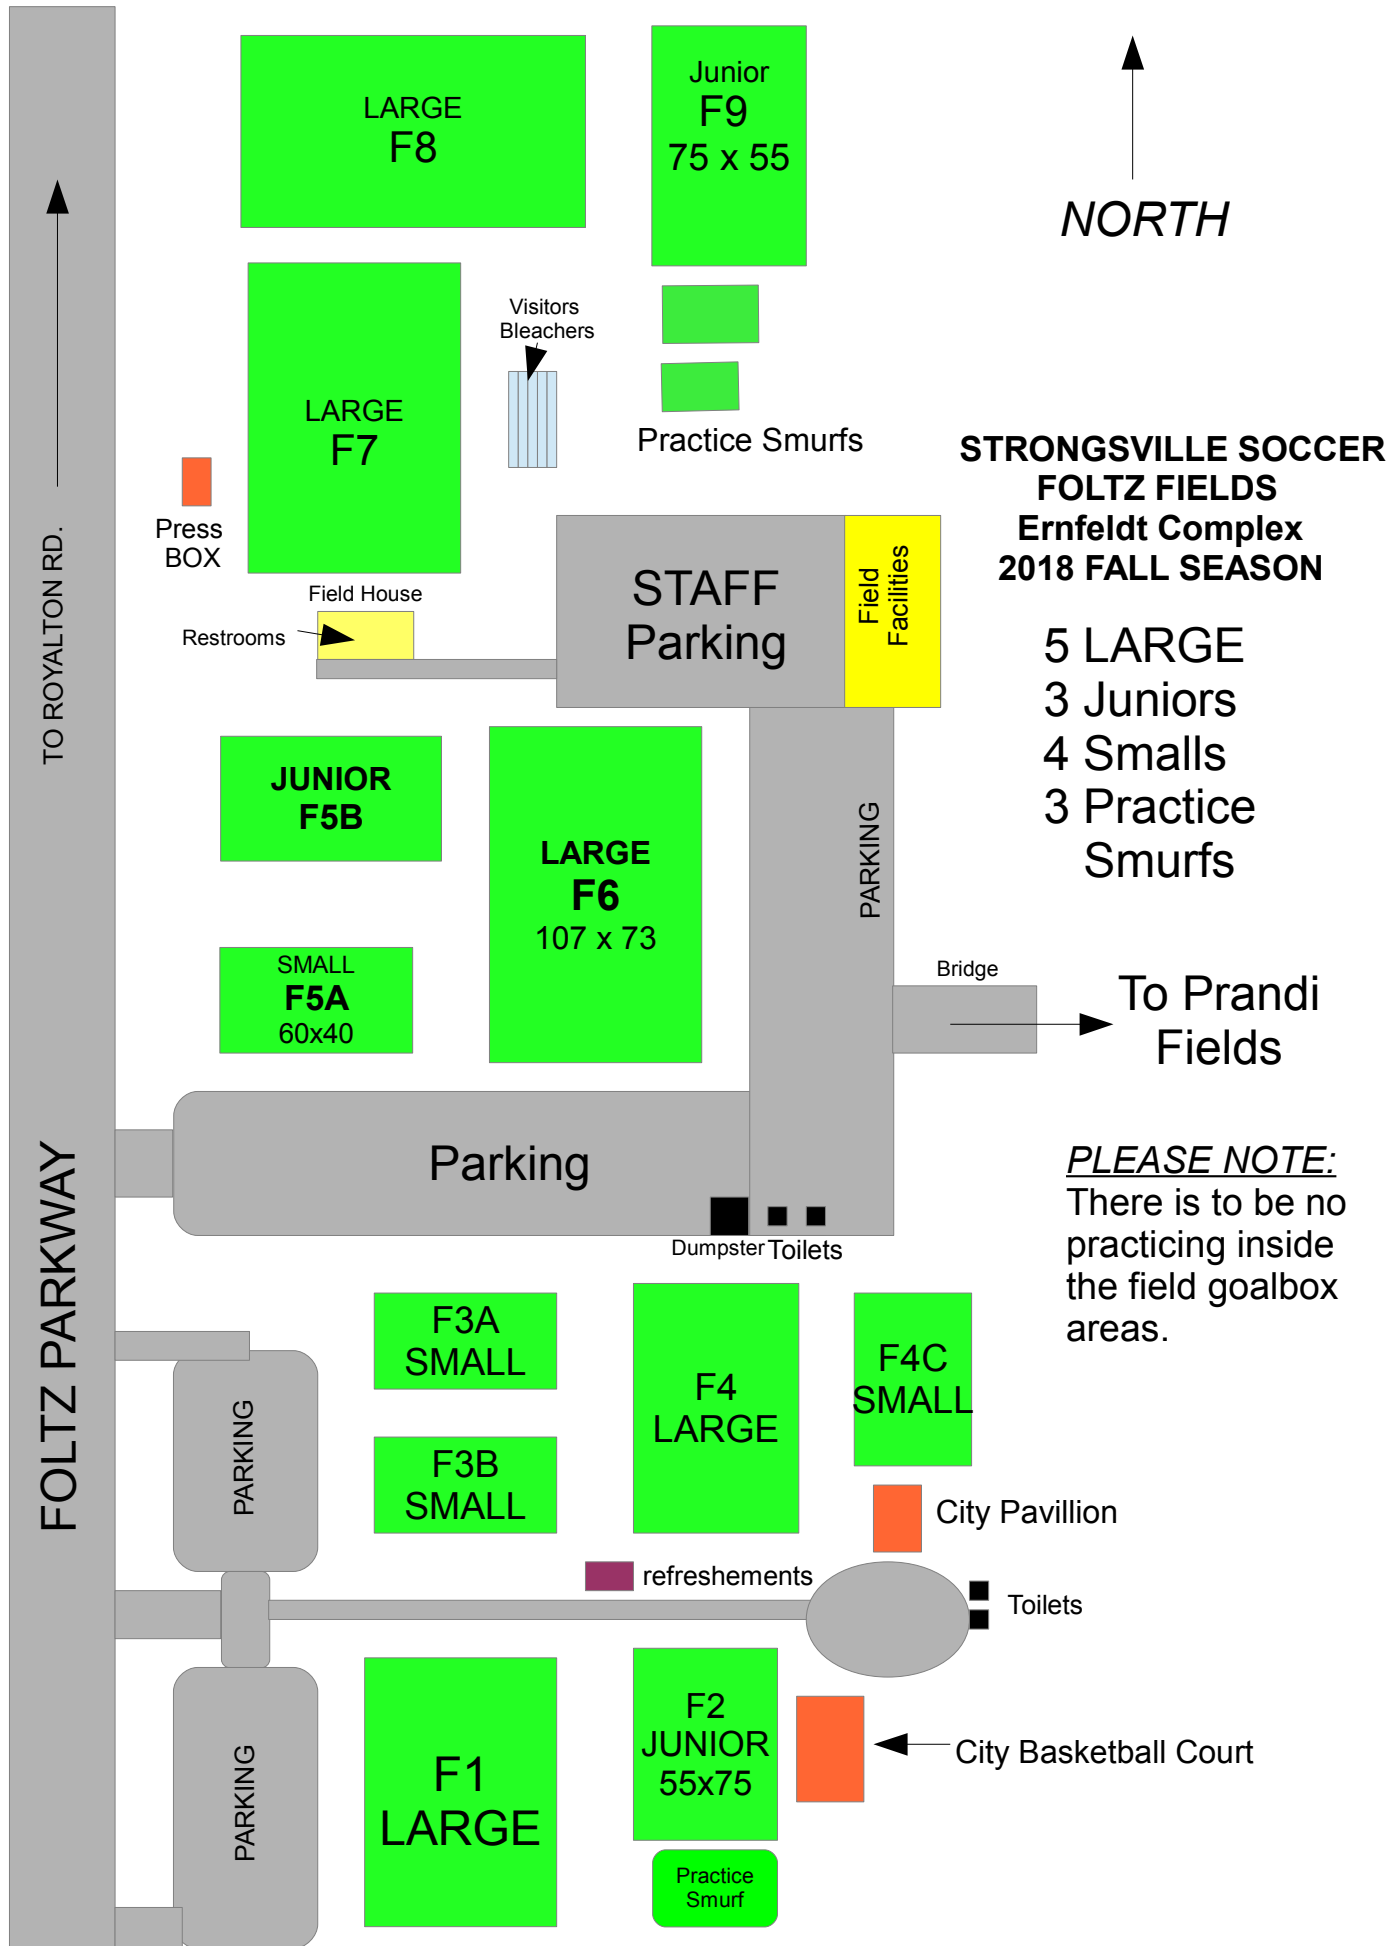 LARGE
F8
Junior
F9
75 x 55
NORTH
Visitors
Bleachers
LARGE
F7
Practice Smurfs
Press
BOX
STRONGSVILLE SOCCER
FOLTZ FIELDS
Ernfeldt Complex
2018 FALL SEASON
TO ROYALTON RD.
Field House
Restrooms
STAFF
Parking
Field
Facilities
5 LARGE
3 Juniors
4 Smalls
3 Practice
Smurfs
JUNIOR
F5B
LARGE
F6
107 x 73
PARKING
SMALL
F5A
60x40
Bridge
To Prandi
Fields
Parking
Dumpster
Toilets
PLEASE NOTE:
There is to be no
practicing inside
the field goalbox
areas.
FOLTZ PARKWAY
F3A
SMALL
F4
LARGE
F4C
SMALL
PARKING
F3B
SMALL
City Pavillion
refreshements
Toilets
F1
LARGE
F2
JUNIOR
55x75
City Basketball Court
PARKING
Practice
Smurf